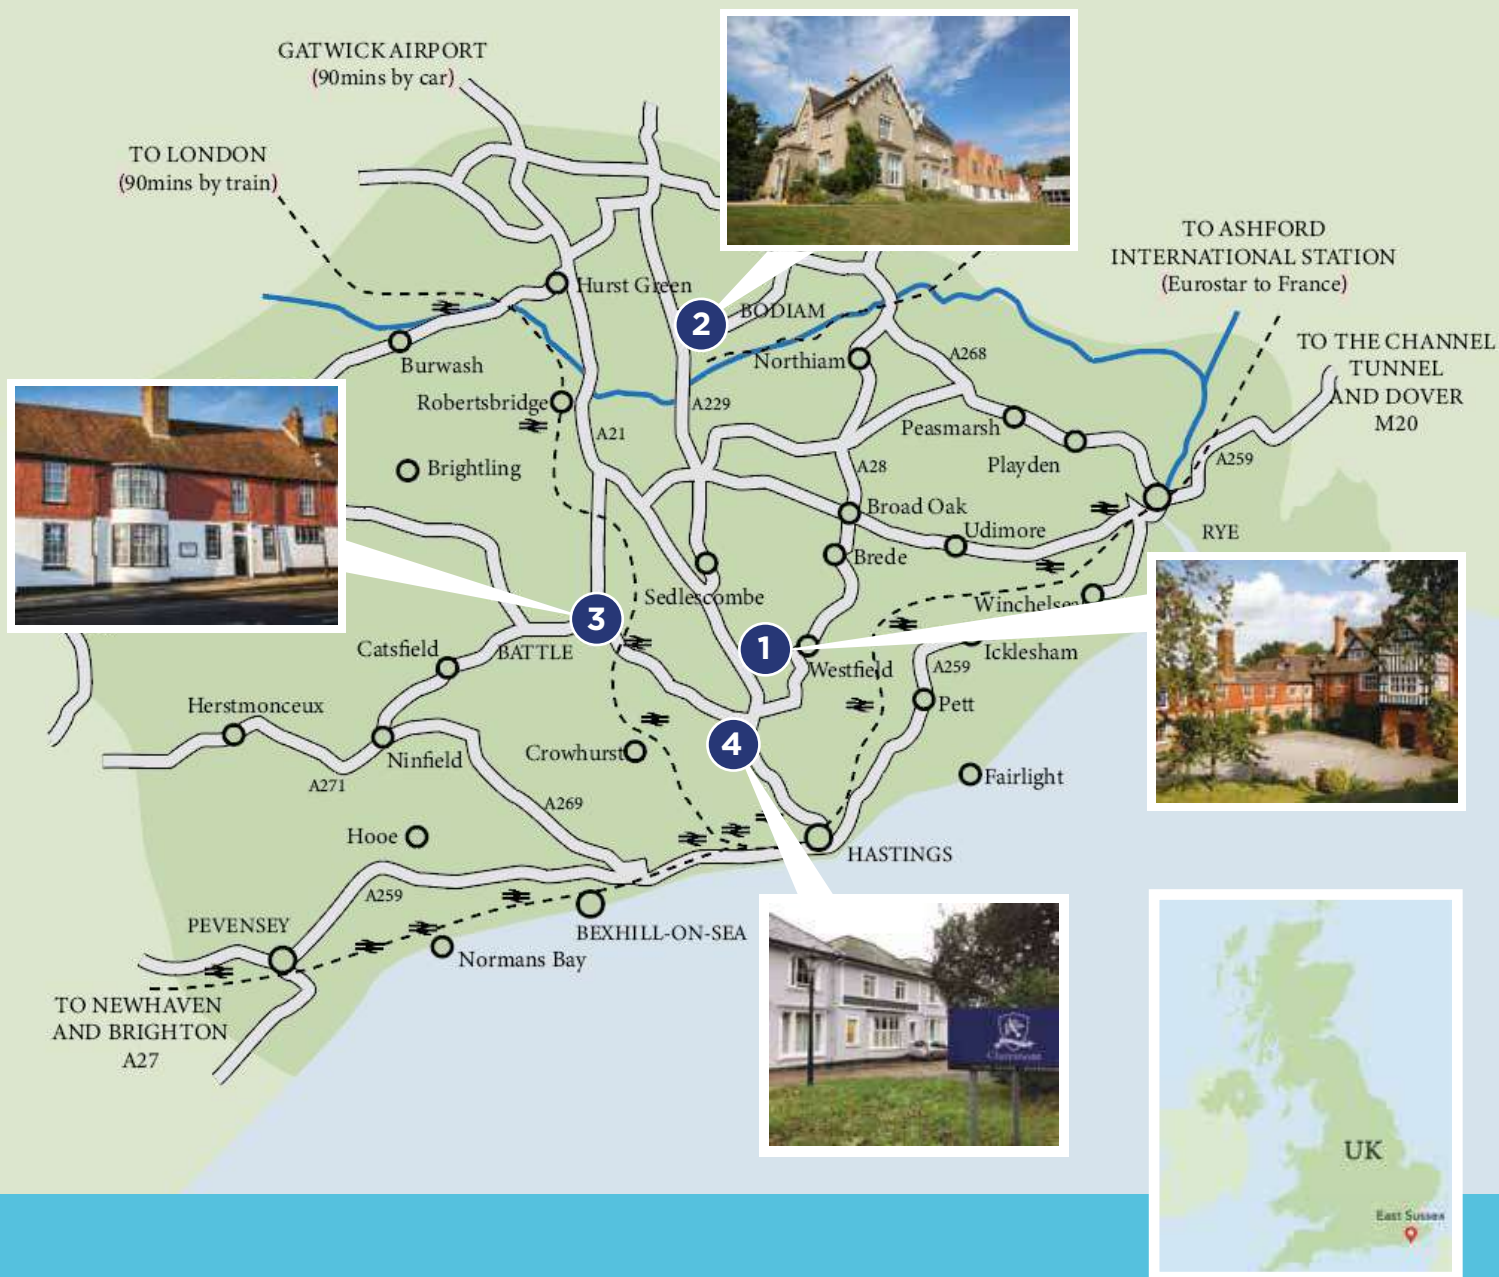 GATWICK AIRPORT
(90mins by car)
TO LONDON
(90mins by train)
TO ASHFORD
INTERNATIONAL STATION
(Eurostar to France)
Hurst Green
BODIAM
2
Burwash
Northiam
A268
TO THE CHANNEL
TUNNEL
AND DOVER
M20
Robertsbridge
A229
A21
Peasmarsh
Playden
A259
Brightling
A28
Broad Oak
Udimore
RYE
Brede
Sedlescombe
Winchelsea
3
BATTLE
1
Westfield
Icklesham
A259
Catsfield
Herstmonceux
Pett
4
Ninfield
Crowhurst
A271
A269
Fairlight
Hooe
HASTINGS
A259
PEVENSEY
BEXHILL-ON-SEA
Normans Bay
TO NEWHAVEN
AND BRIGHTON
A27
Claremont
UK
East Sussex